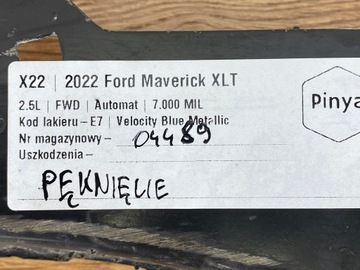 X22 | 2022 Ford Maverick XLT
2.5L | FWD | Automat | 7.000 MIL
Kod lakieru – E7 | Velocity Blue Metallic
Nr magazynowy – 04489
Uszkodzenia –
PĘKNIĘCIE
Pinya